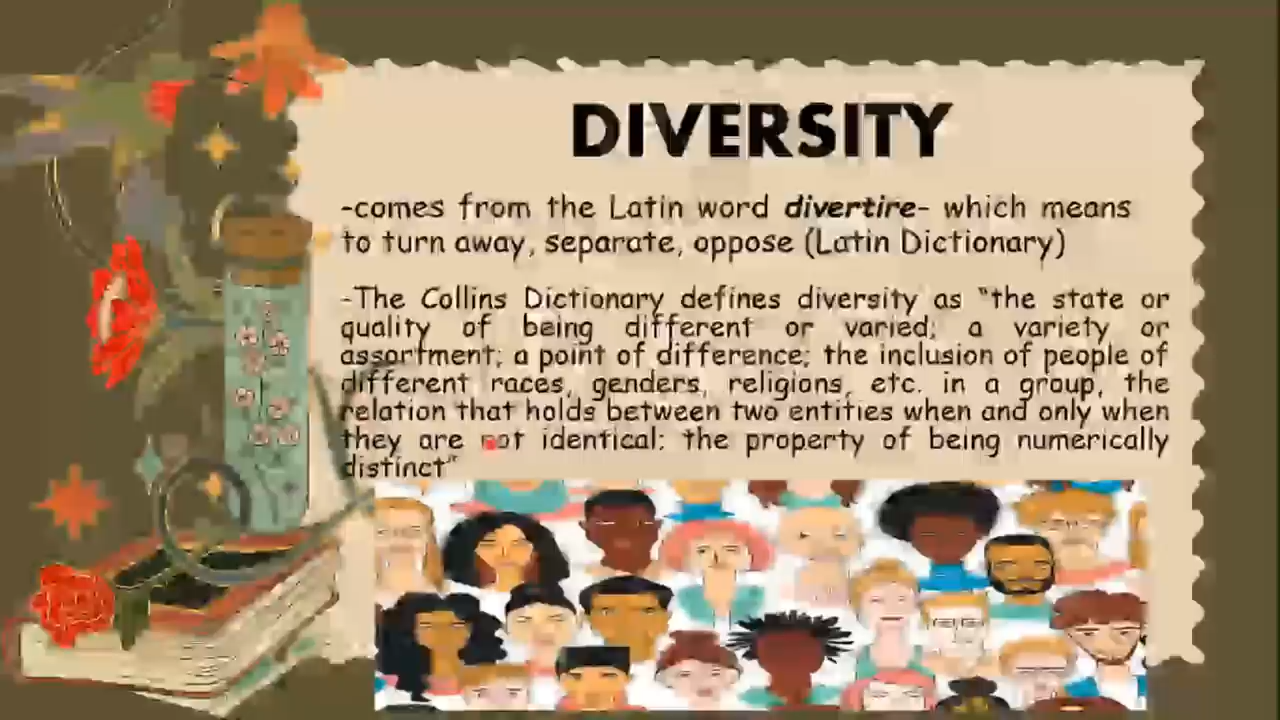 DIVERSITY
-comes from the Latin word divertire- which means
to turn away, separate, oppose (Latin Dictionary)
-The Collins Dictionary defines diversity as “the state or
quality of being different or varied; a variety or
assortment; a point of difference; the inclusion of people of
different races, genders, religions, etc. in a group, the
relation that holds between two entities when and only when
they are not identical: the property of being numerically
distinct”